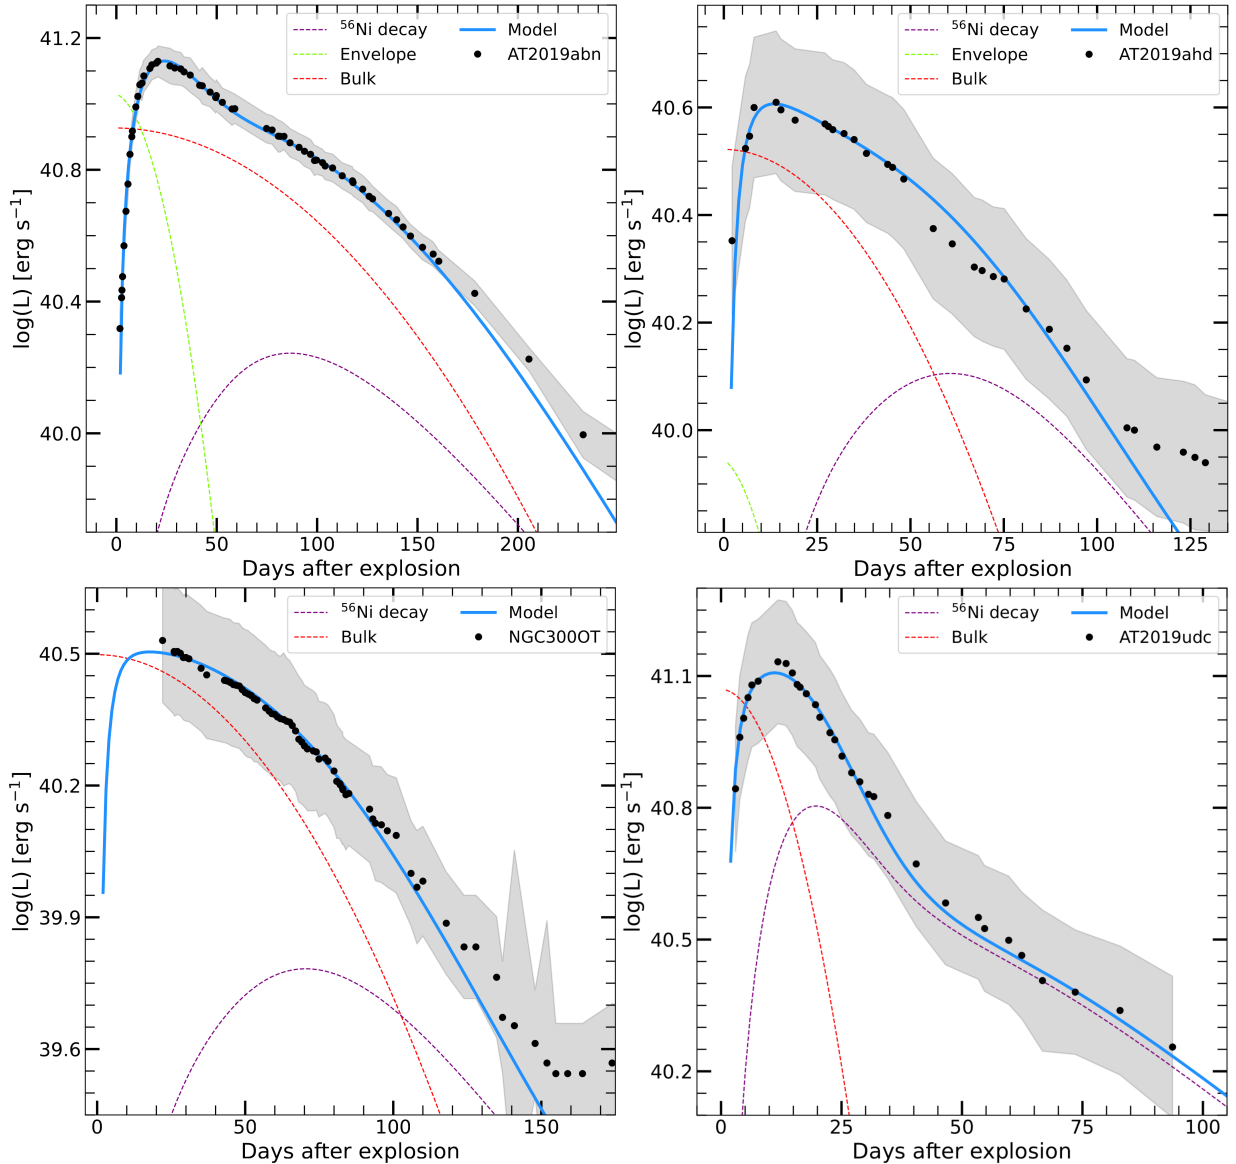 41.2
40.8
40.4
40.0
log(L) [erg s⁻¹]
⁵⁶Ni decay
Envelope
Bulk
Model
AT2019abn
0 50 100 150 200
Days after explosion
40.6
40.4
40.2
40.0
log(L) [erg s⁻¹]
⁵⁶Ni decay
Envelope
Bulk
Model
AT2019ahd
0 25 50 75 100 125
Days after explosion
40.5
40.2
39.9
39.6
log(L) [erg s⁻¹]
⁵⁶Ni decay
Bulk
Model
NGC300OT
0 50 100 150
Days after explosion
41.1
40.8
40.5
40.2
log(L) [erg s⁻¹]
⁵⁶Ni decay
Bulk
Model
AT2019udc
0 25 50 75 100
Days after explosion